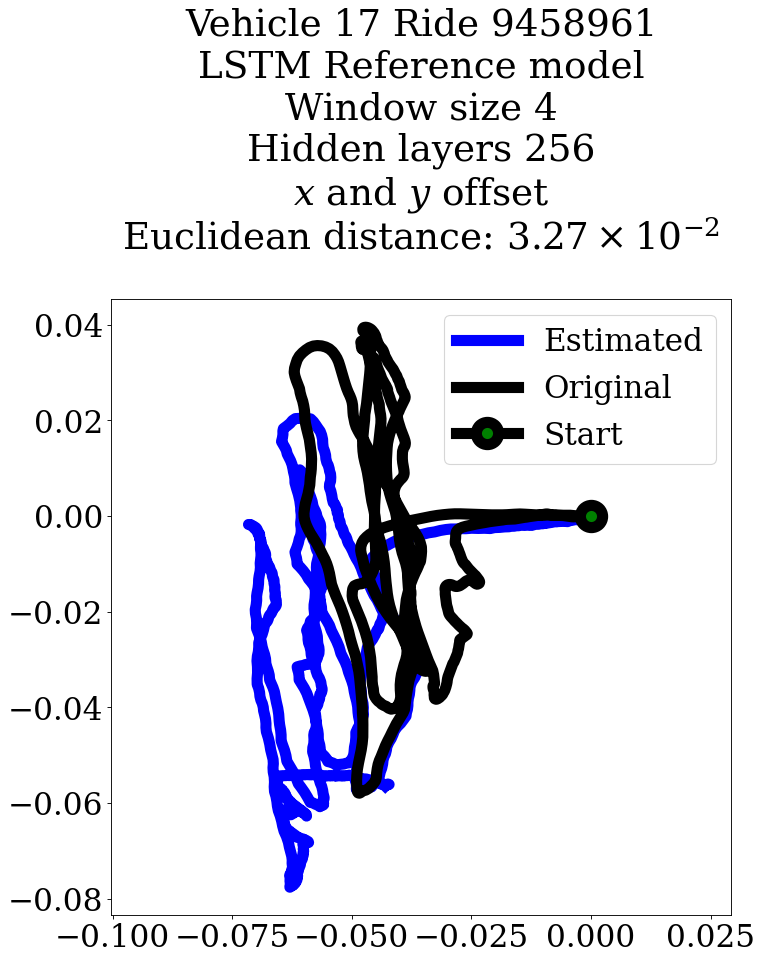 Vehicle 17 Ride 9458961
LSTM Reference model
Window size 4
Hidden layers 256
x and y offset
Euclidean distance: 3.27 × 10⁻²
Estimated
Original
Start
0.04
0.02
0.00
−0.02
−0.04
−0.06
−0.08
−0.100 −0.075 −0.050 −0.025 0.000 0.025